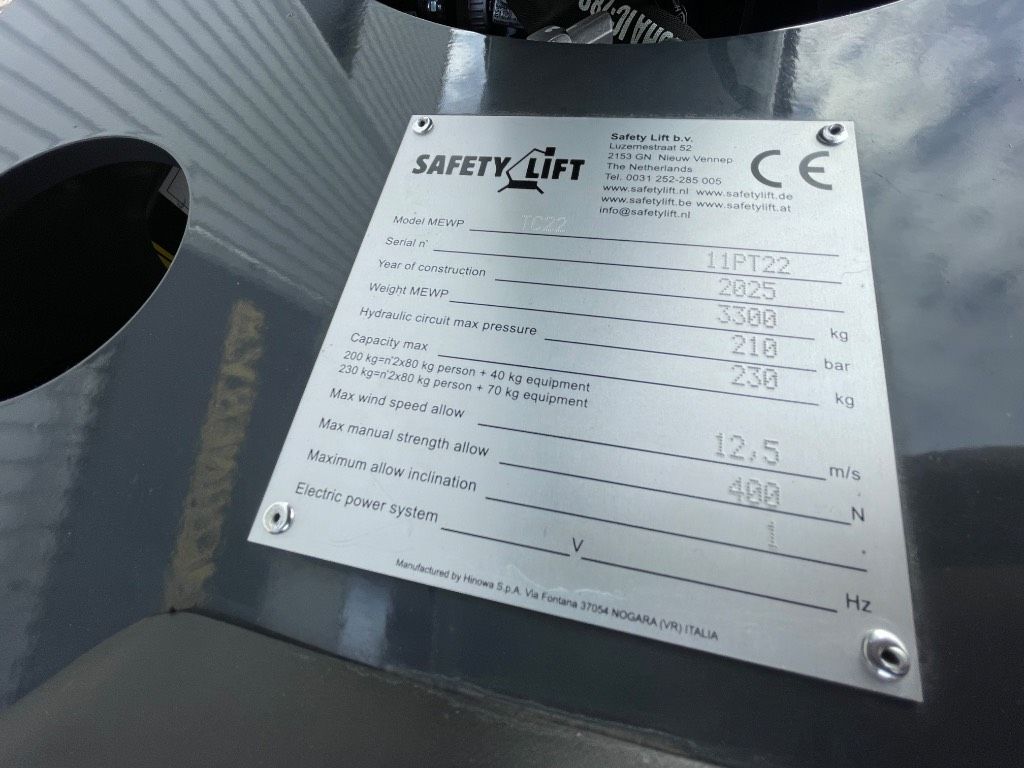 SAFETY LIFT
Safety Lift b.v.
Luzernestraat 52
2153 GN Nieuw Vennep
The Netherlands
Tel. 0031 252-285 005
www.safetylift.nl www.safetylift.de
www.safetylift.be www.safetylift.at
info@safetylift.nl
CE
Model MEWP TC22
Serial n° 11PT22
Year of construction 2025
Weight MEWP 3300 kg
Hydraulic circuit max pressure 210 bar
Capacity max 230 kg
200 kg=n°2x80 kg person + 40 kg equipment
230 kg=n°2x80 kg person + 70 kg equipment
Max wind speed allow 12,5 m/s
Max manual strength allow 400 N
Maximum allow inclination 1 °
Electric power system V Hz
Manufactured by Hinowa S.p.A. Via Fontana 37054 NOGARA (VR) ITALIA